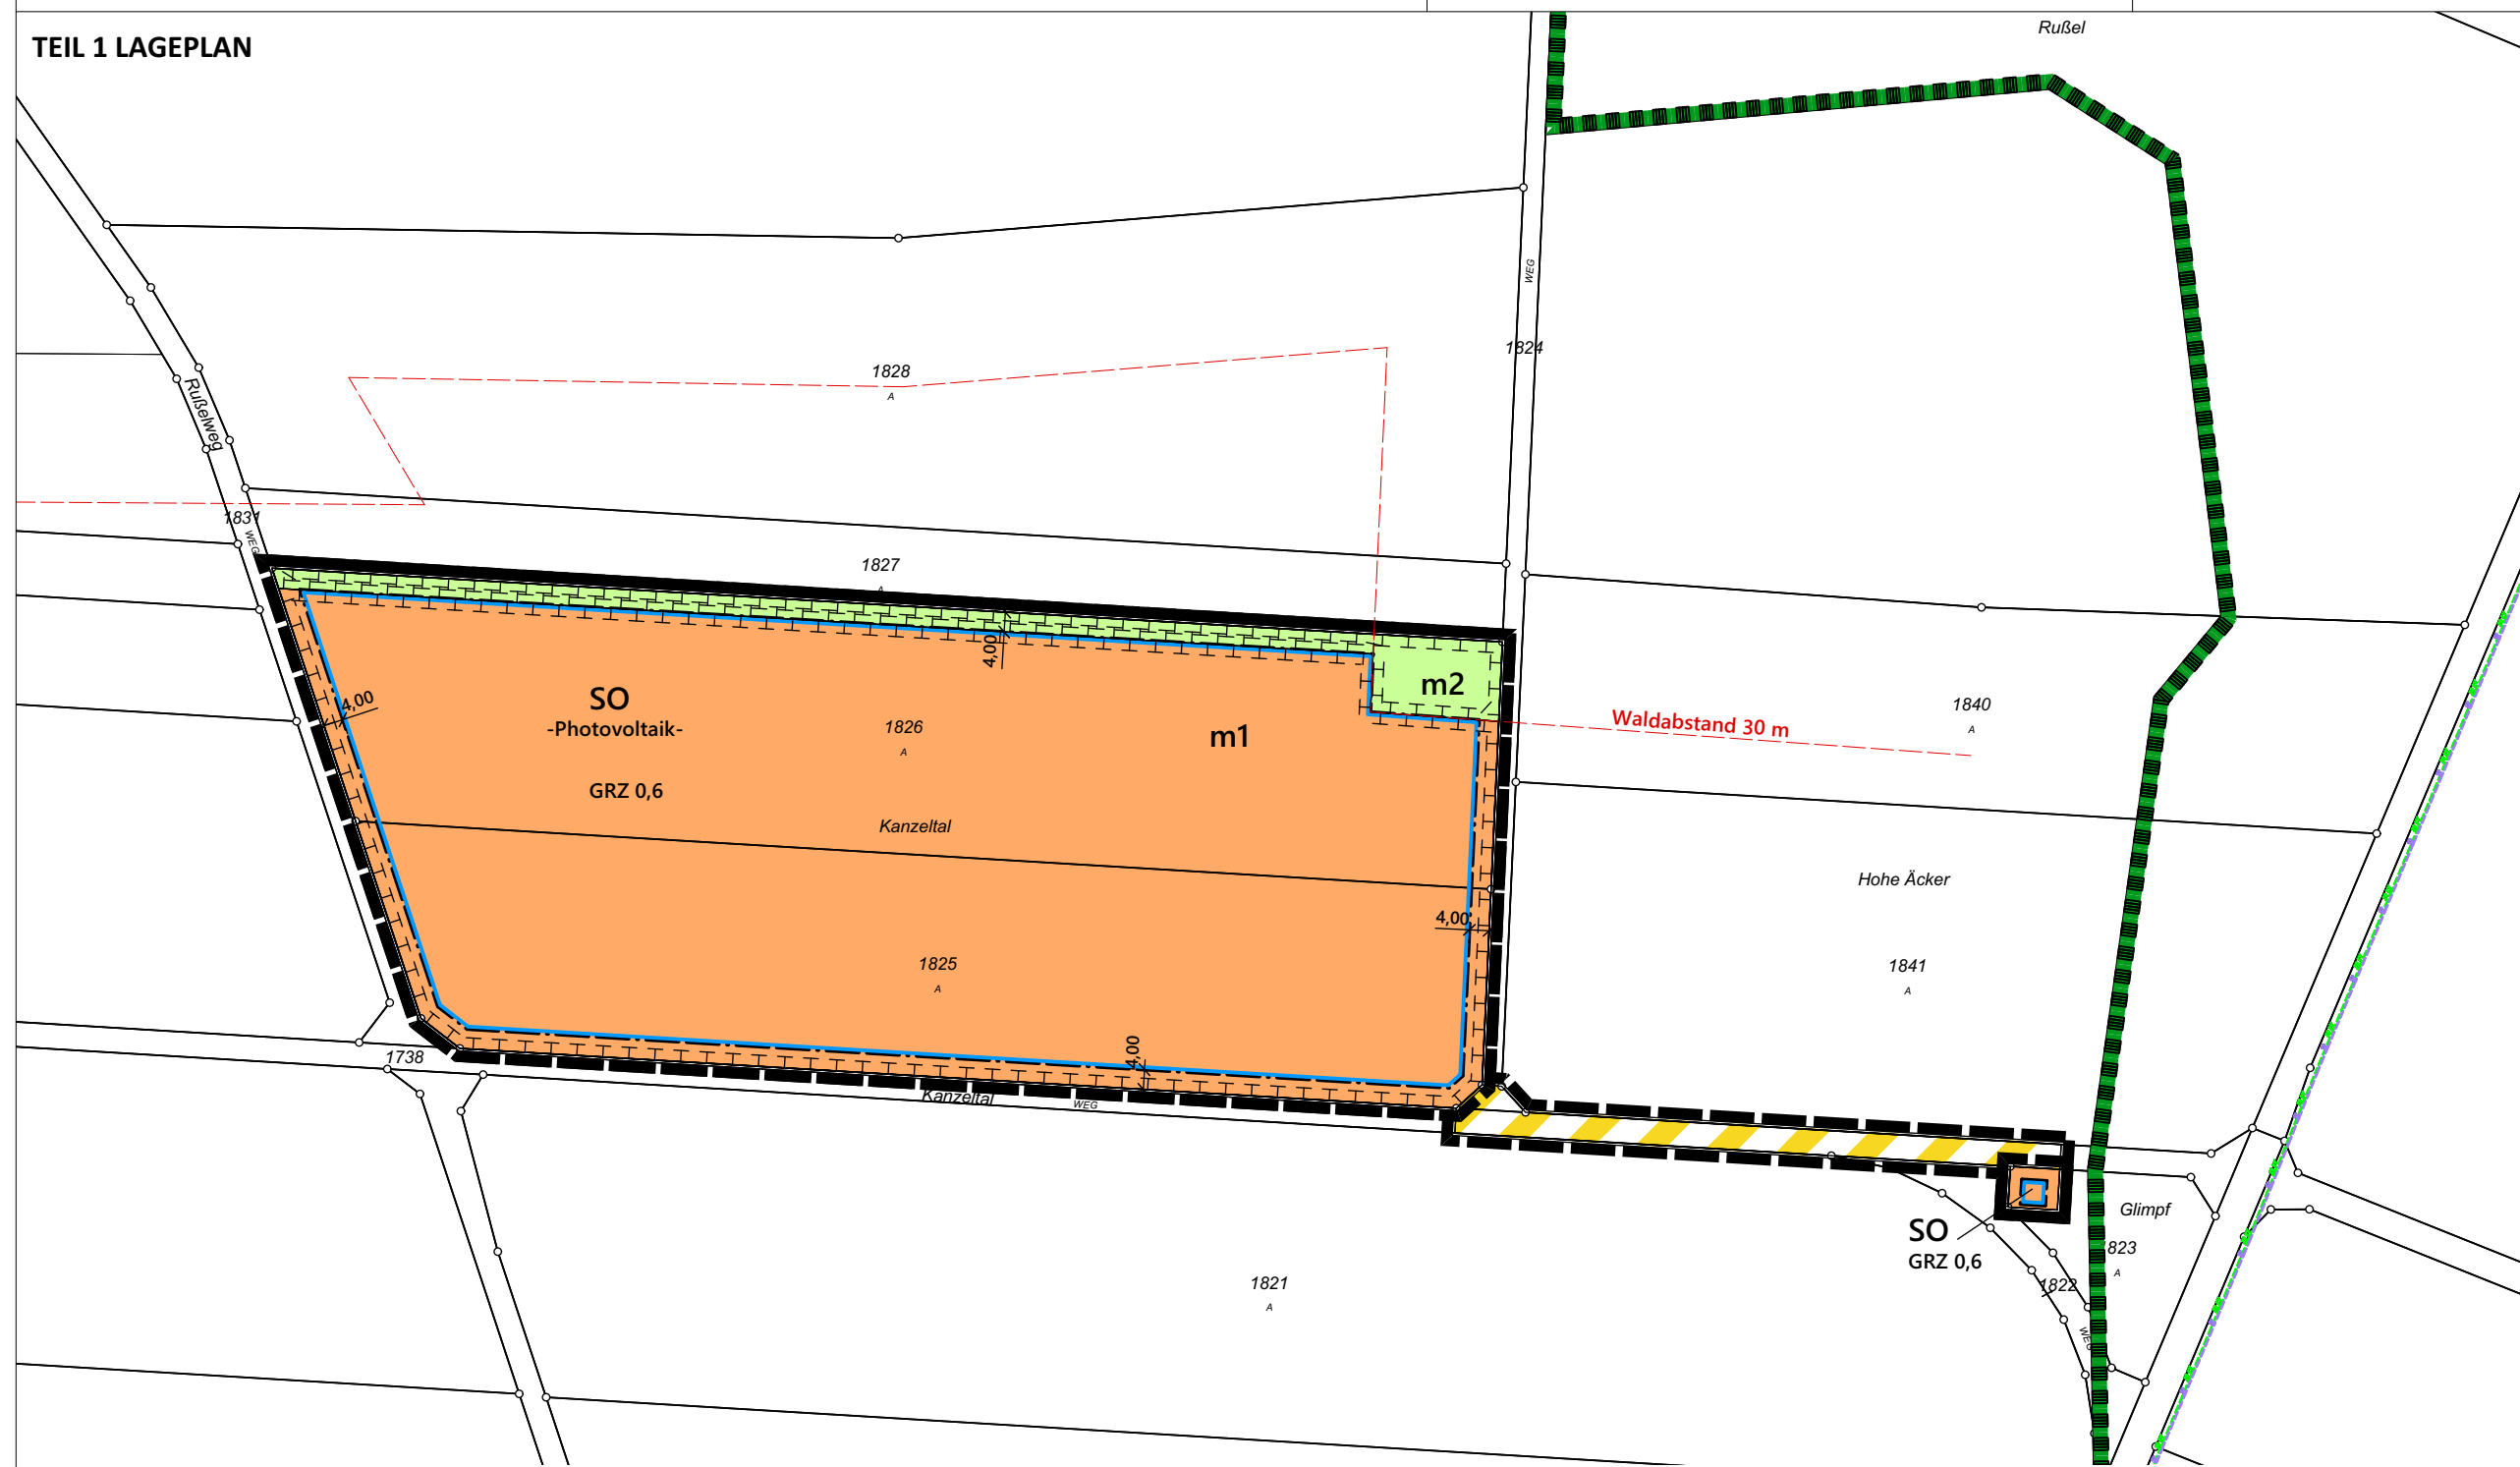 TEIL 1 LAGEPLAN
Rußel
WEG
1824
1828
A
Rußelweg
1831
WEG
1827
A
4,00
4,00
SO
-Photovoltaik-
GRZ 0,6
1826
A
m1
m2
Waldabstand 30 m
1840
A
Kanzeltal
Hohe Äcker
4,00
1825
A
1841
A
4,00
1738
Kanzeltal
WEG
SO
GRZ 0,6
Glimpf
823
A
1822
1821
A